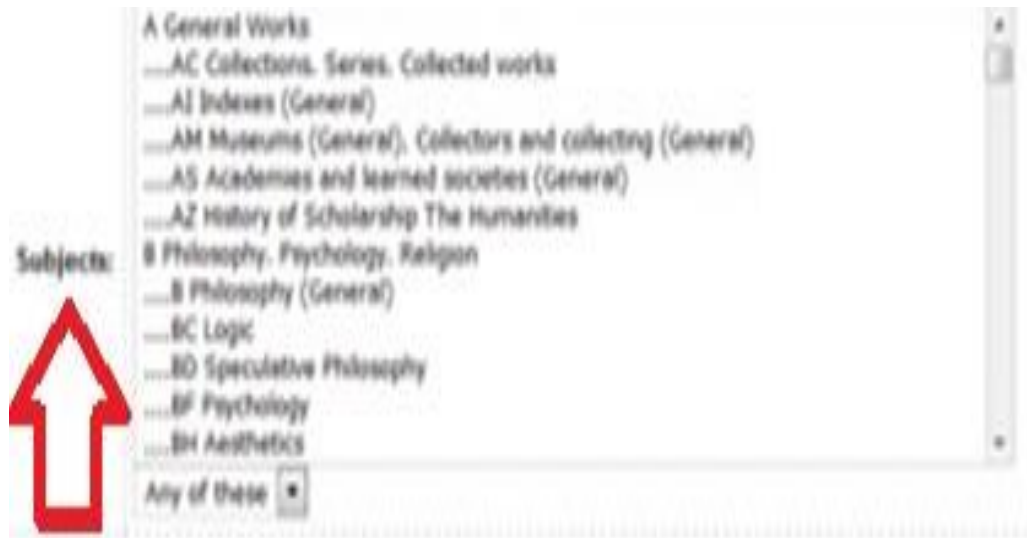 A General Works
....AC Collections. Series. Collected works
....AI Indexes (General)
....AM Museums (General). Collectors and collecting (General)
....AS Academies and learned societies (General)
....AZ History of Scholarship The Humanities
Subjects:
B Philosophy. Psychology. Religion
....B Philosophy (General)
....BC Logic
....BD Speculative Philosophy
....BF Psychology
....BH Aesthetics
Any of these